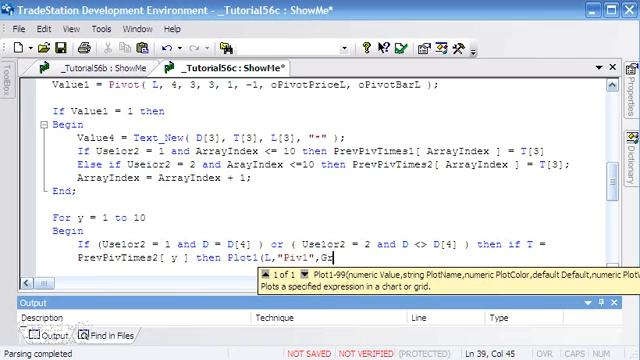 TradeStation Development Environment - _Tutorial56c: ShowMe*
File Edit View Tools Window Help
_Tutorial56b: ShowMe _Tutorial56c: ShowMe*
ToolBox
Value1 = Pivot( L, 4, 3, 3, 1, -1, oPivotPriceL, oPivotBarL );
If Value1 = 1 then
Begin
Value4 = Text_New( D[3], T[3], L[3], "*" );
If Use1or2 = 1 and ArrayIndex <= 10 then PrevPivTimes1[ ArrayIndex ] = T[3]
Else if Use1or2 = 2 and ArrayIndex <=10 then PrevPivTimes2[ ArrayIndex ] = T[3];
ArrayIndex = ArrayIndex + 1;
End;
For y = 1 to 10
Begin
If (Use1or2 = 1 and D = D[4] ) or ( Use1or2 = 2 and D <> D[4] ) then if T =
PrevPivTimes2[ y ] then Plot1(L,"Piv1",Gr
1 of 1 Plot1-99(numeric Value,string PlotName,numeric PlotColor,default Default,numeric
Plots a specified expression in a chart or grid.
Properties
Dictionary
Output
Description Technique Line Type
Output Find in Files
Parsing completed NOT SAVED NOT VERIFIED (PROTECTED) Ln 39, Col 45